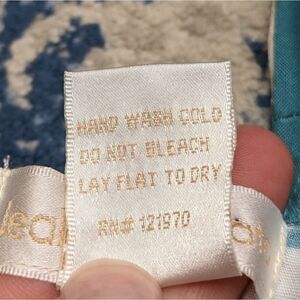 HAND WASH COLD
DO NOT BLEACH
LAY FLAT TO DRY
RN# 121970